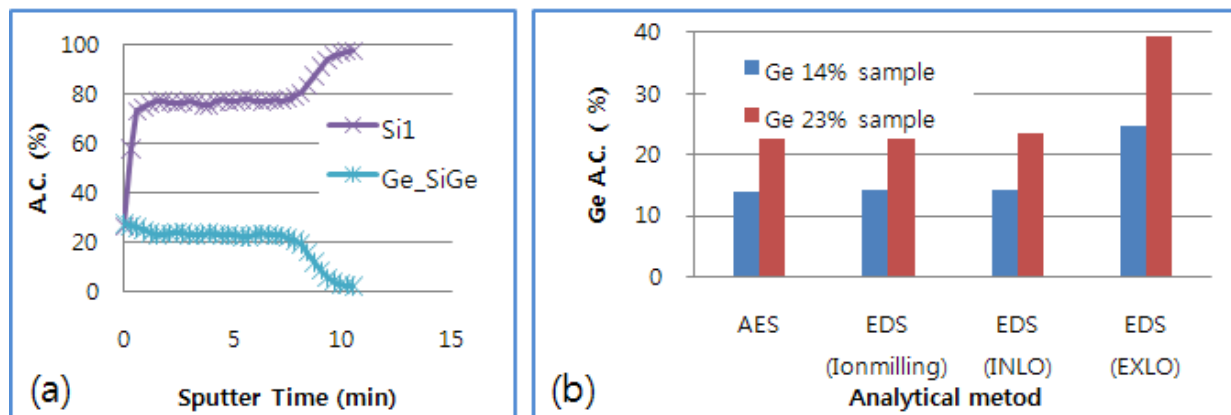 100
80
60
40
20
0
A.C. (%)
Si1
Ge_SiGe
0 5 10 15
Sputter Time (min)
(a)
40
30
20
10
0
Ge A.C. ( %)
Ge 14% sample
Ge 23% sample
AES EDS EDS EDS
(Ionmilling) (INLO) (EXLO)
Analytical metod
(b)